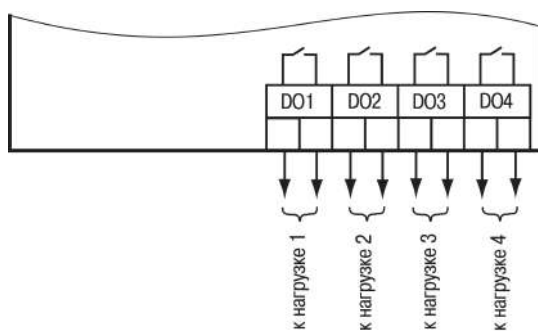 DO1 DO2 DO3 DO4
к нагрузке 1
к нагрузке 2
к нагрузке 3
к нагрузке 4